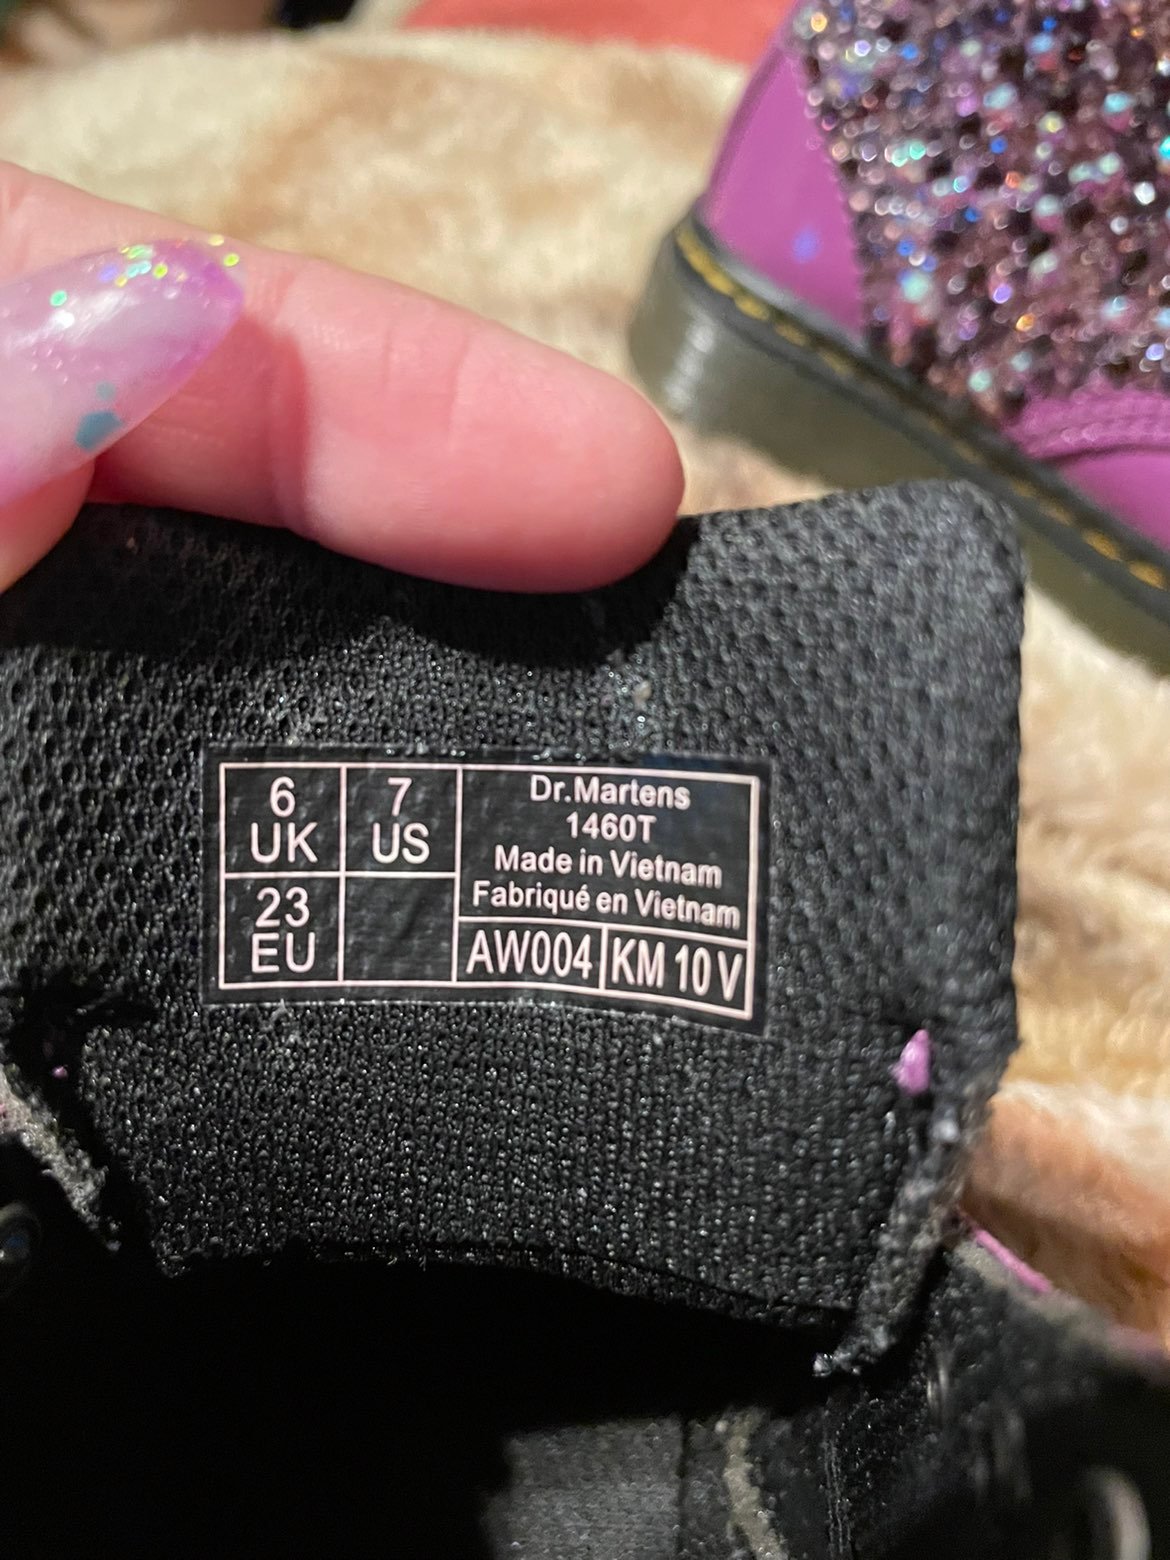 6
UK
7
US
23
EU
Dr.Martens
1460T
Made in Vietnam
Fabriqué en Vietnam
AW004
KM 10 V